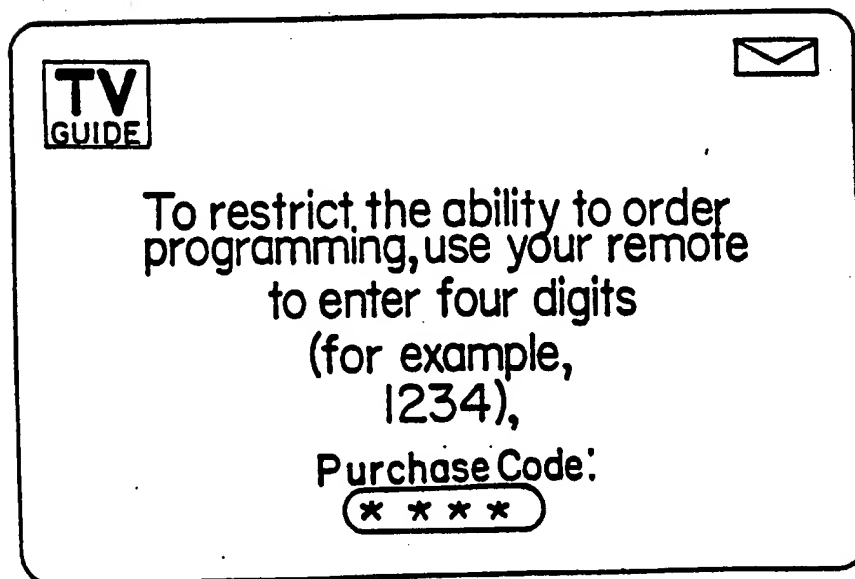 TV
GUIDE
To restrict the ability to order
programming, use your remote
to enter four digits
(for example,
1234),
Purchase Code:
* * * *